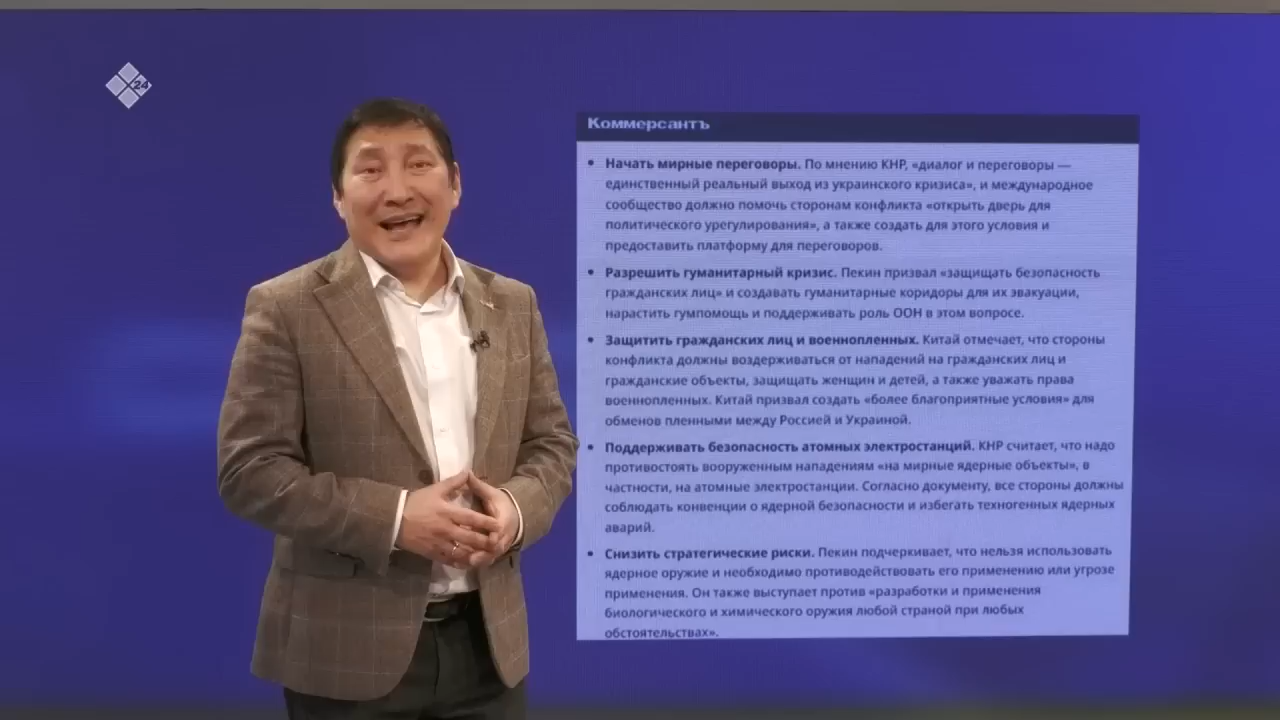 24
Коммерсантъ
• Начать мирные переговоры. По мнению КНР, «диалог и переговоры —
единственный реальный выход из украинского кризиса», и международное
сообщество должно помочь сторонам конфликта «открыть дверь для
политического урегулирования», а также создать для этого условия и
предоставить платформу для переговоров.
• Разрешить гуманитарный кризис. Пекин призвал «защищать безопасность
гражданских лиц» и создавать гуманитарные коридоры для их эвакуации,
нарастить гумпомощь и поддерживать роль ООН в этом вопросе.
• Защитить гражданских лиц и военнопленных. Китай отмечает, что стороны
конфликта должны воздерживаться от нападений на гражданских лиц и
гражданские объекты, защищать женщин и детей, а также уважать права
военнопленных. Китай призвал создать «более благоприятные условия» для
обменов пленными между Россией и Украиной.
• Поддерживать безопасность атомных электростанций. КНР считает, что надо
противостоять вооруженным нападениям «на мирные ядерные объекты», в
частности, на атомные электростанции. Согласно документу, все стороны должны
соблюдать конвенции о ядерной безопасности и избегать техногенных ядерных
аварий.
• Снизить стратегические риски. Пекин подчеркивает, что нельзя использовать
ядерное оружие и необходимо противодействовать его применению или угрозе
применения. Он также выступает против «разработки и применения
биологического и химического оружия любой страной при любых
обстоятельствах».